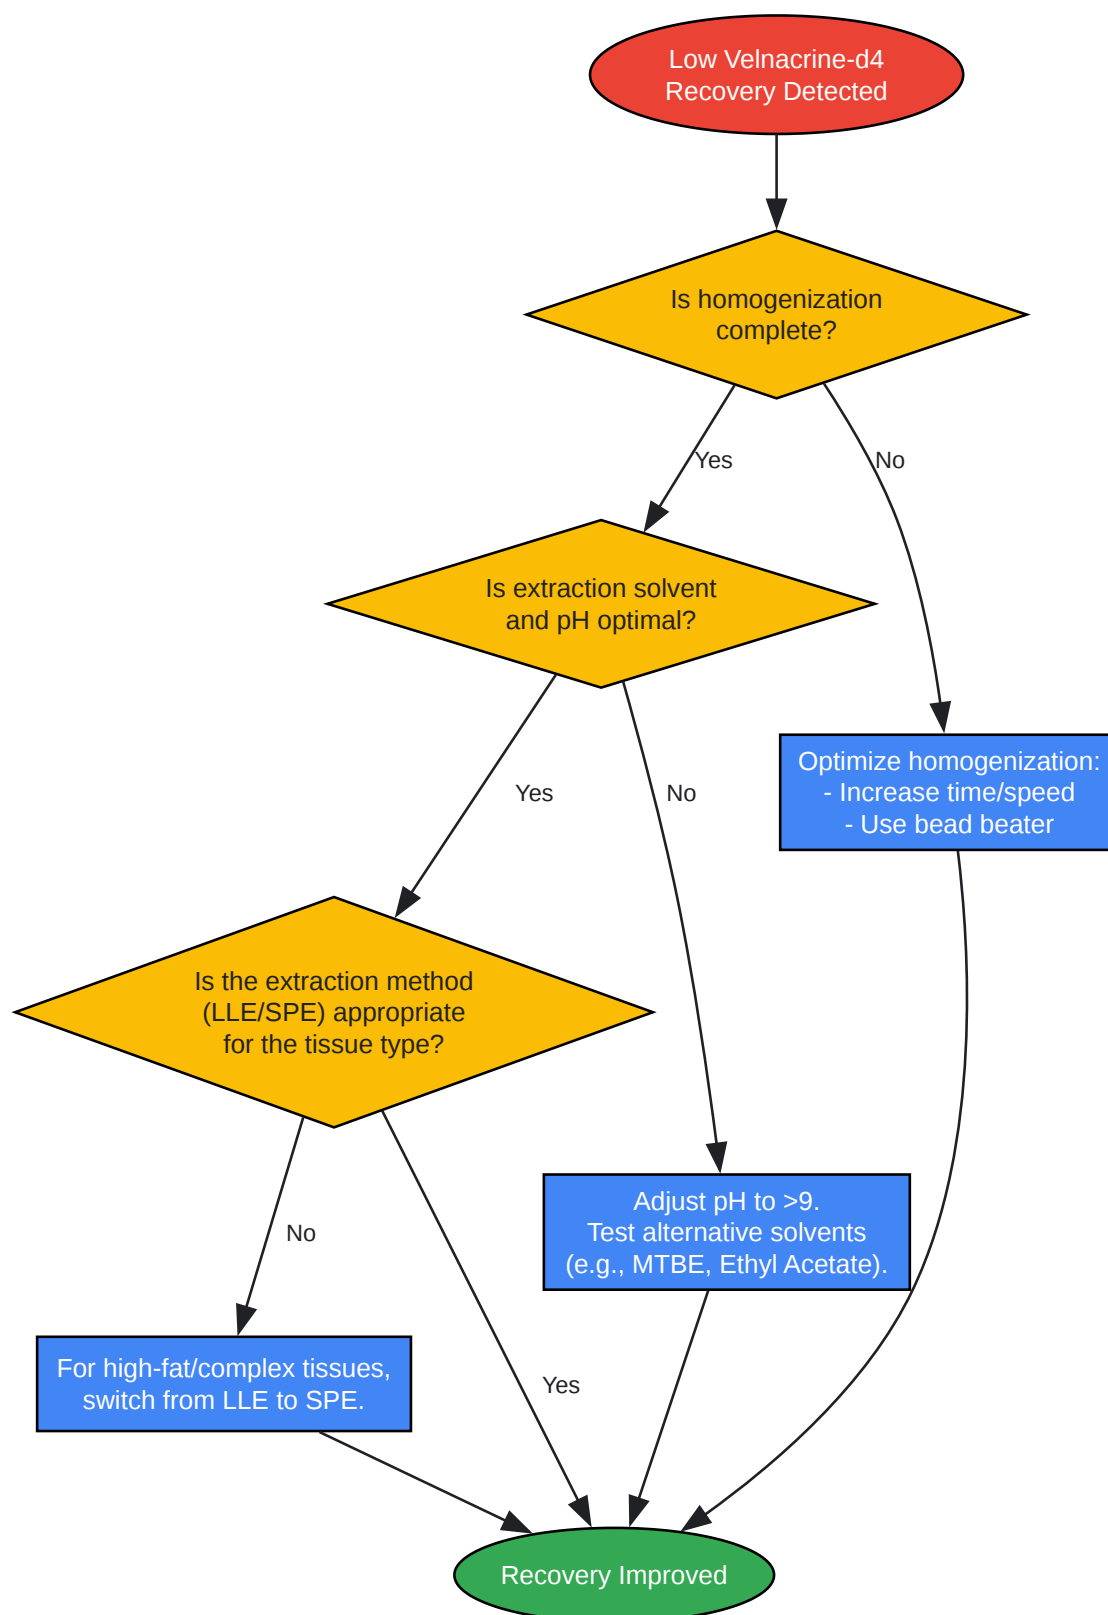 Low Velnacrine-d4
Recovery Detected
Is homogenization
complete?
Yes
No
Is extraction solvent
and pH optimal?
Optimize homogenization:
- Increase time/speed
- Use bead beater
Yes
No
Is the extraction method
(LLE/SPE) appropriate
for the tissue type?
Adjust pH to >9.
Test alternative solvents
(e.g., MTBE, Ethyl Acetate).
No
For high-fat/complex tissues,
switch from LLE to SPE.
Yes
Recovery Improved